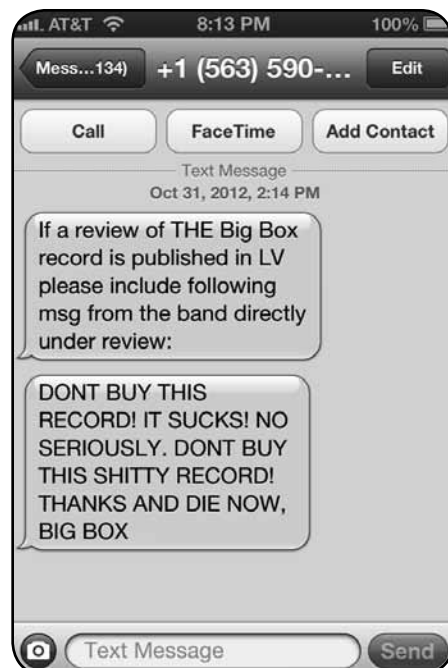 AT&T 8:13 PM 100%
Mess...134) +1 (563) 590-... Edit
Call FaceTime Add Contact
Text Message
Oct 31, 2012, 2:14 PM
If a review of THE Big Box
record is published in LV
please include following
msg from the band directly
under review:
DONT BUY THIS
RECORD! IT SUCKS! NO
SERIOUSLY. DONT BUY
THIS SHITTY RECORD!
THANKS AND DIE NOW,
BIG BOX
Text Message Send